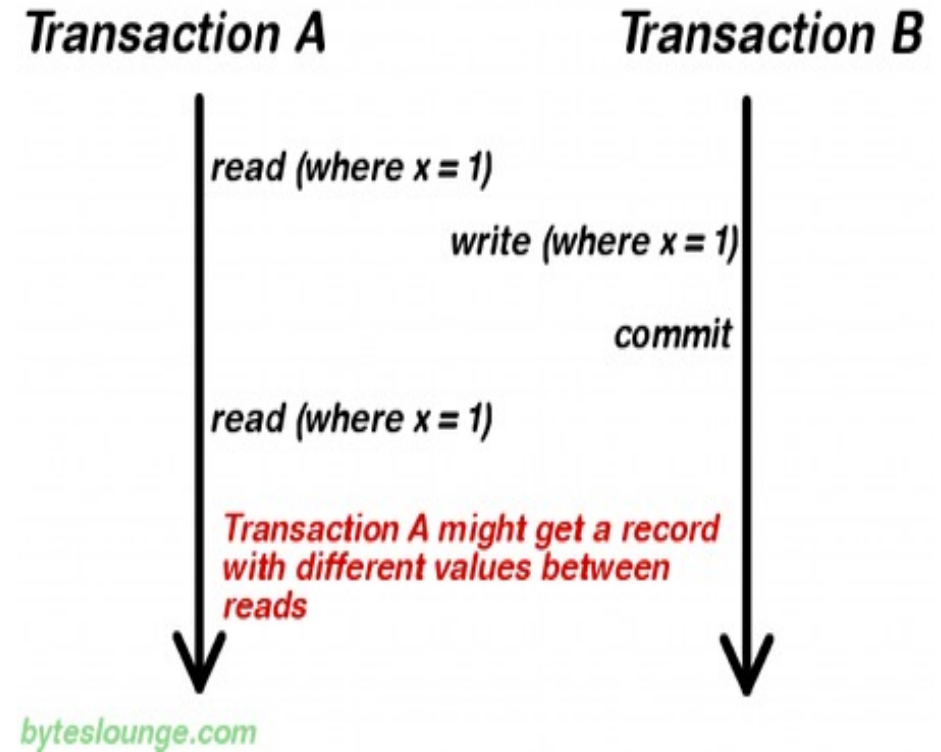 Transaction A
Transaction B
read (where x = 1)
write (where x = 1)
commit
read (where x = 1)
Transaction A might get a record
with different values between
reads
byteslounge.com